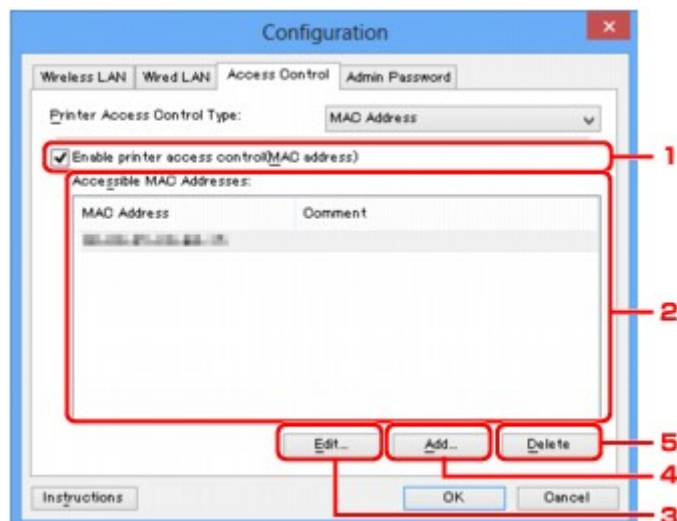 Configuration
Wireless LAN Wired LAN Access Control Admin Password
Printer Access Control Type: MAC Address
Enable printer access control(MAC address) 1
Accessible MAC Addresses:
MAC Address Comment
2
Edit... Add... Delete 5
4
Instructions OK Cancel
3